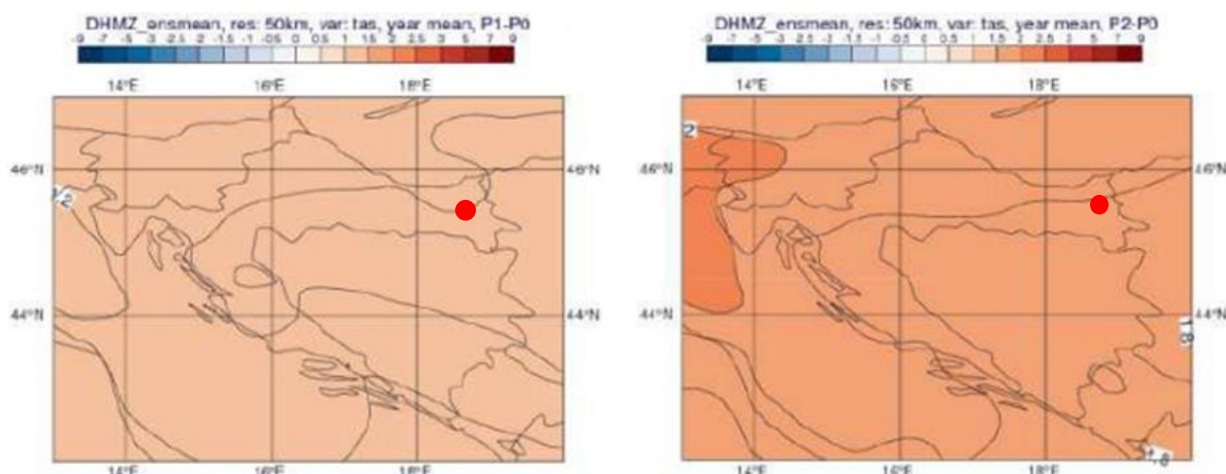 DHMZ_ensmean, res: 50km, var: tas, year mean, P1-P0
-9 -7 -5 -3 -2.5 -2 -1.5 -1 -0.5 0 0.5 1 1.5 2 2.5 3 5 7 9
14°E 16°E 18°E
46°N 46°N
44°N 44°N
14°E 16°E 18°E
DHMZ_ensmean, res: 50km, var: tas, year mean, P2-P0
-9 -7 -5 -3 -2.5 -2 -1.5 -1 -0.5 0 0.5 1 1.5 2 2.5 3 5 7 9
14°E 16°E 18°E
2
46°N 46°N
44°N 44°N
1.8
1.6
14°E 16°E 18°E